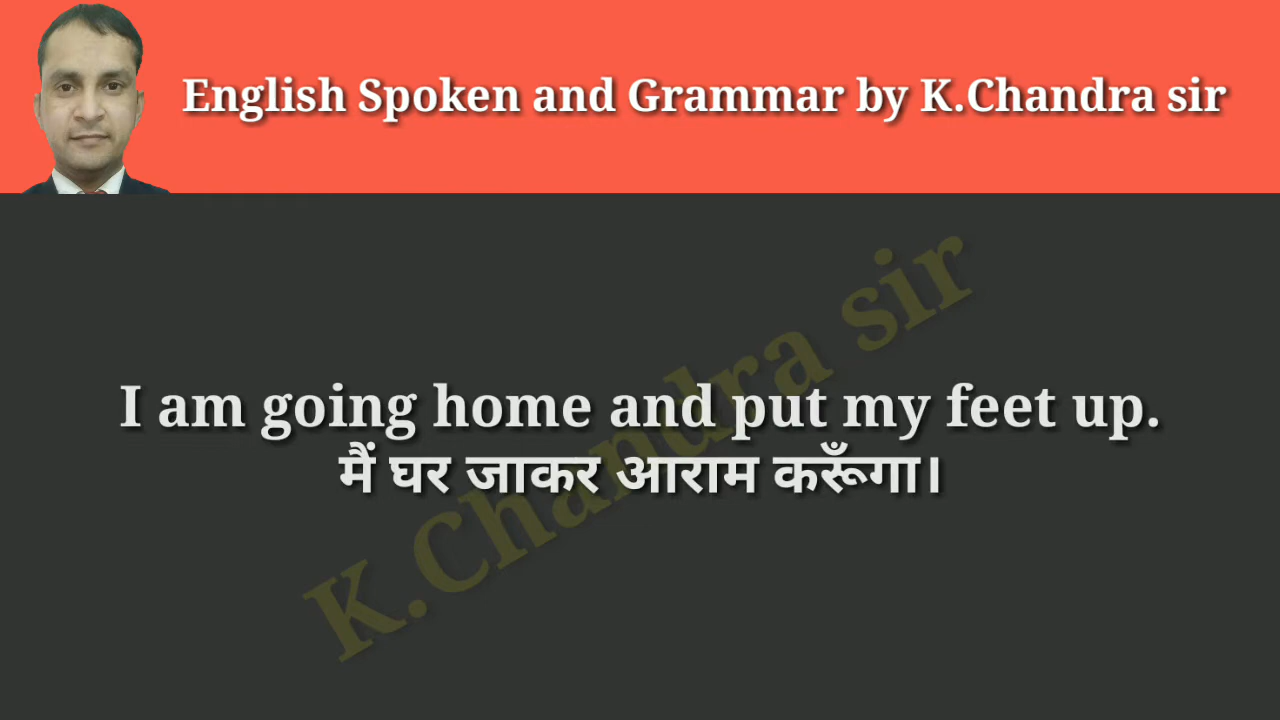 English Spoken and Grammar by K.Chandra sir
I am going home and put my feet up.
मैं घर जाकर आराम करूँगा।
K.Chandra sir